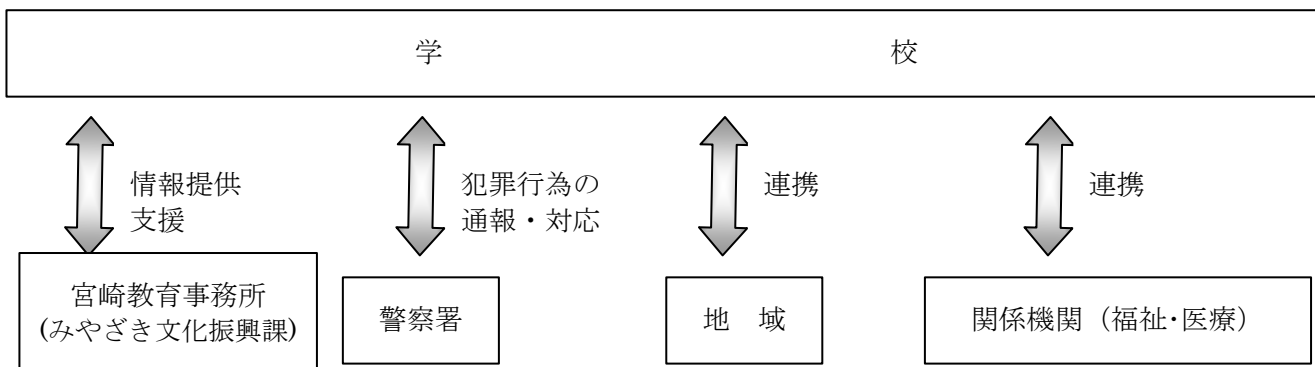 学　校
情報提供
支援
犯罪行為の
通報・対応
連携
連携
宮崎教育事務所
(みやざき文化振興課)
警察署
地　域
関係機関（福祉・医療）